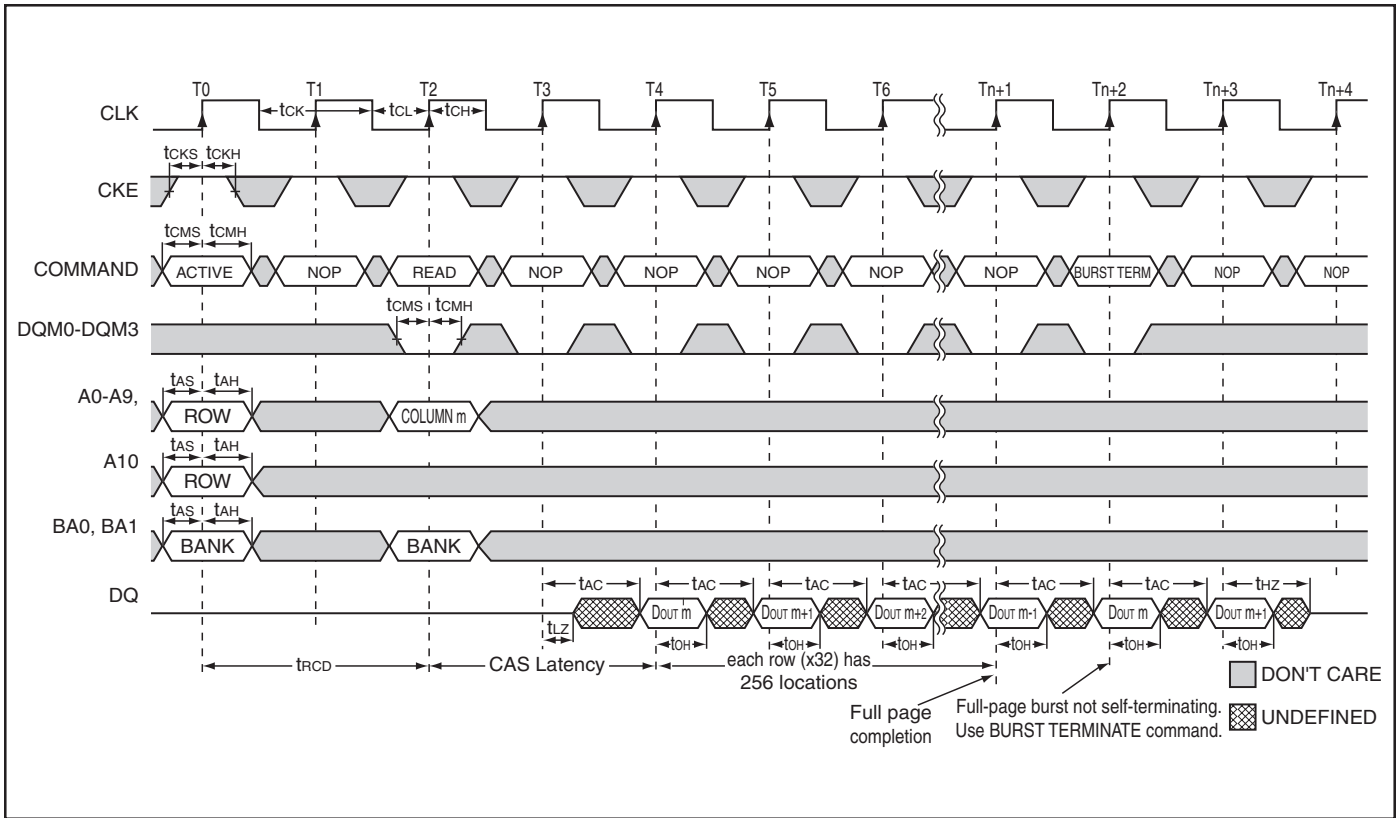 T0 T1 T2 T3 T4 T5 T6 Tn+1 Tn+2 Tn+3 Tn+4
CLK tCK tCL tCH
tCKS tCKH
CKE
tCMS tCMH
COMMAND ACTIVE NOP READ NOP NOP NOP NOP NOP BURST TERM NOP NOP
tCMS tCMH
DQM0-DQM3
tAS tAH
A0-A9, ROW COLUMN m
tAS tAH
A10 ROW
tAS tAH
BA0, BA1 BANK BANK
tAC tAC tAC tAC tAC tAC tHZ
DQ DOUT m DOUT m+1 DOUT m+2 DOUT m-1 DOUT m DOUT m+1
tLZ tOH tOH tOH tOH tOH tOH
tRCD CAS Latency each row (x32) has
256 locations
DON'T CARE
Full page
completion
Full-page burst not self-terminating.
Use BURST TERMINATE command.
UNDEFINED